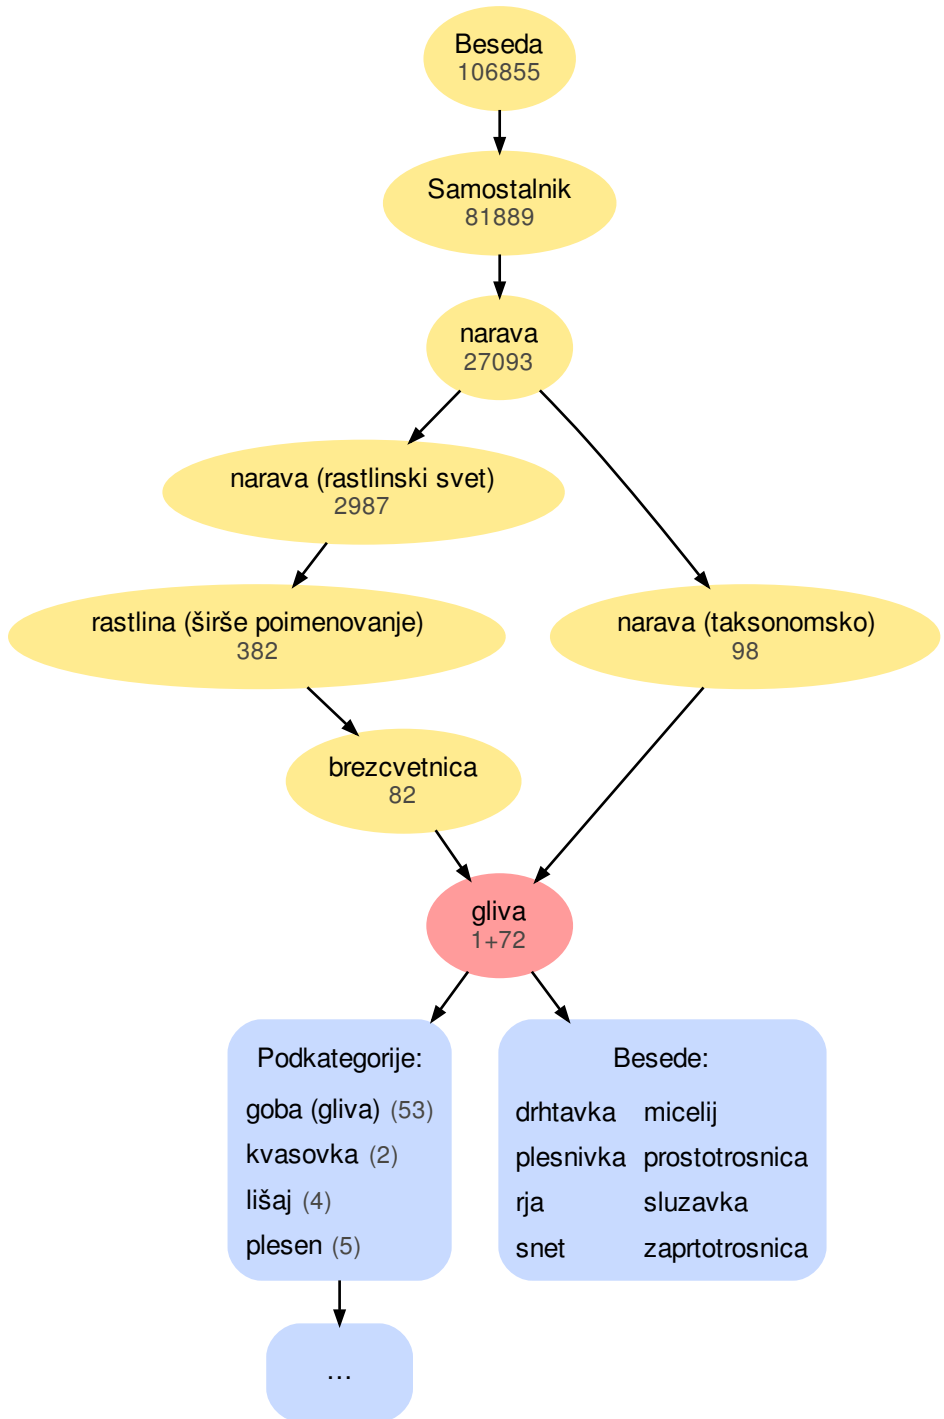 Beseda
106855
Samostalnik
81889
narava
27093
narava (rastlinski svet)
2987
rastlina (širše poimenovanje)
382
narava (taksonomsko)
98
brezcvetnica
82
gliva
1+72
Podkategorije:
goba (gliva) (53)
kvasovka (2)
lišaj (4)
plesen (5)
Besede:
drhtavka micelij
plesnivka prostotrosnica
rja sluzavka
snet zaprtotrosnica
...